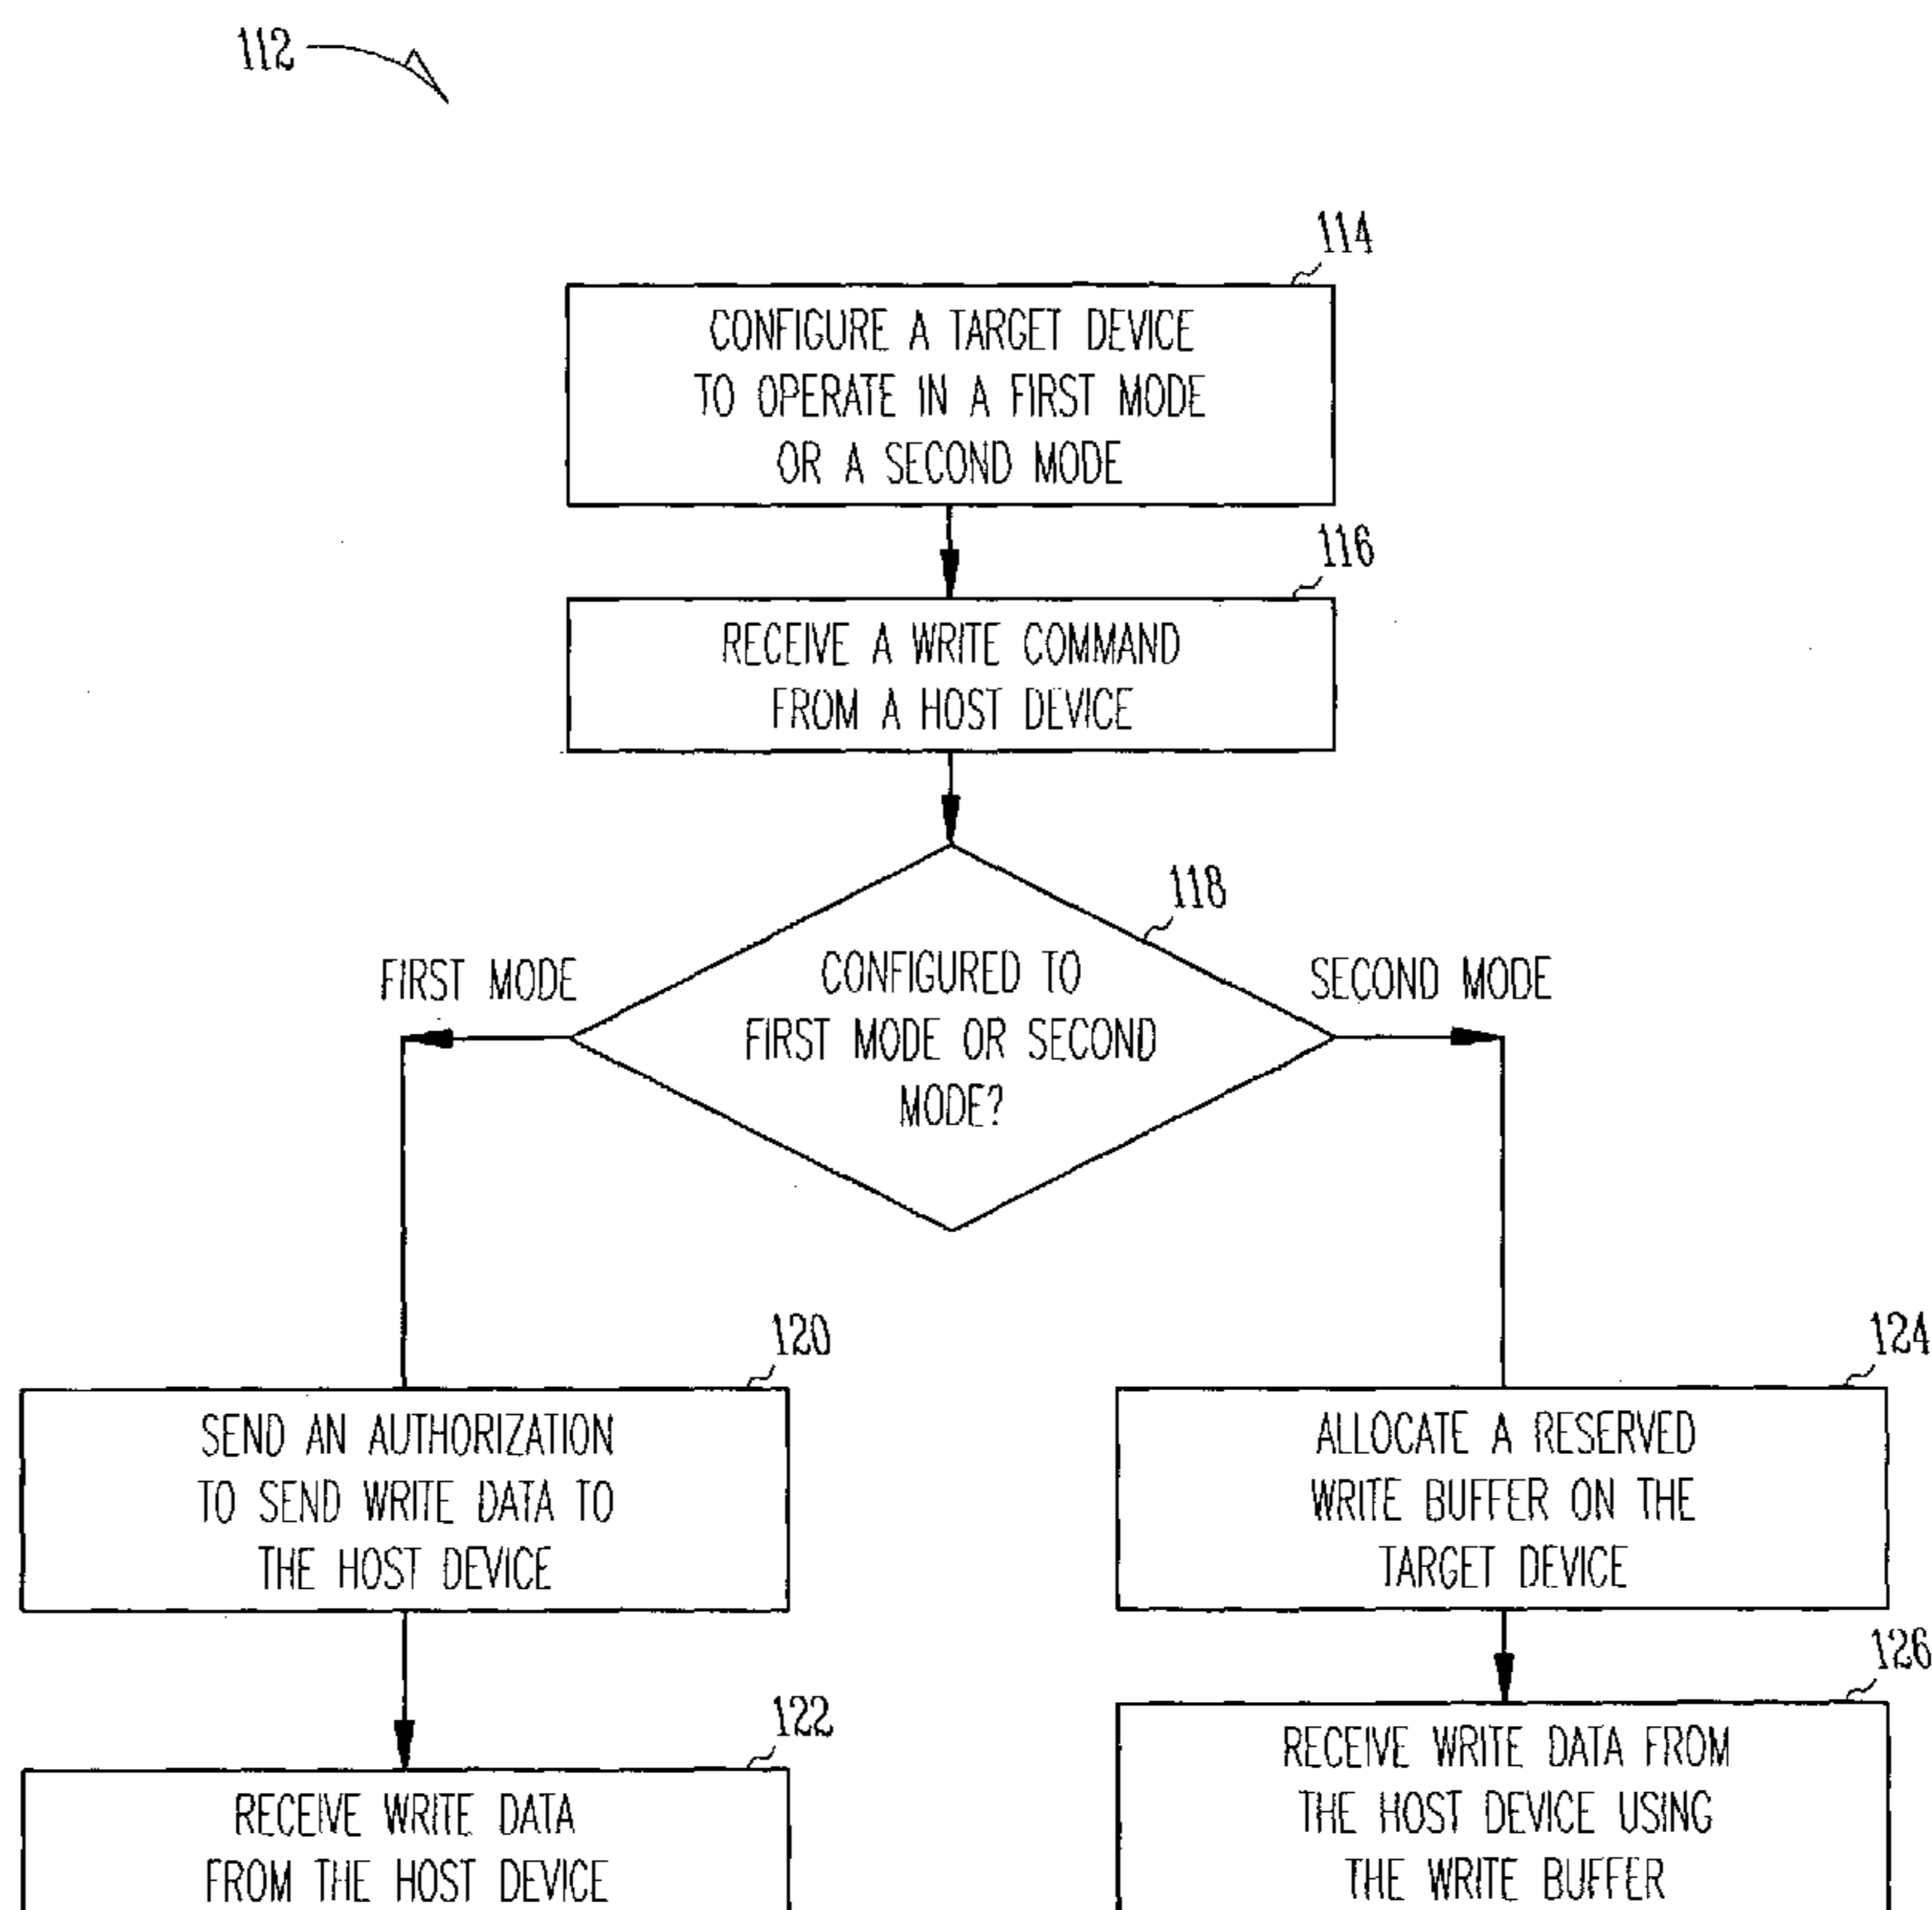 112
114
CONFIGURE A TARGET DEVICE
TO OPERATE IN A FIRST MODE
OR A SECOND MODE
116
RECEIVE A WRITE COMMAND
FROM A HOST DEVICE
118
CONFIGURED TO
FIRST MODE OR SECOND
MODE?
FIRST MODE
SECOND MODE
120
SEND AN AUTHORIZATION
TO SEND WRITE DATA TO
THE HOST DEVICE
122
RECEIVE WRITE DATA
FROM THE HOST DEVICE
124
ALLOCATE A RESERVED
WRITE BUFFER ON THE
TARGET DEVICE
126
RECEIVE WRITE DATA FROM
THE HOST DEVICE USING
THE WRITE BUFFER